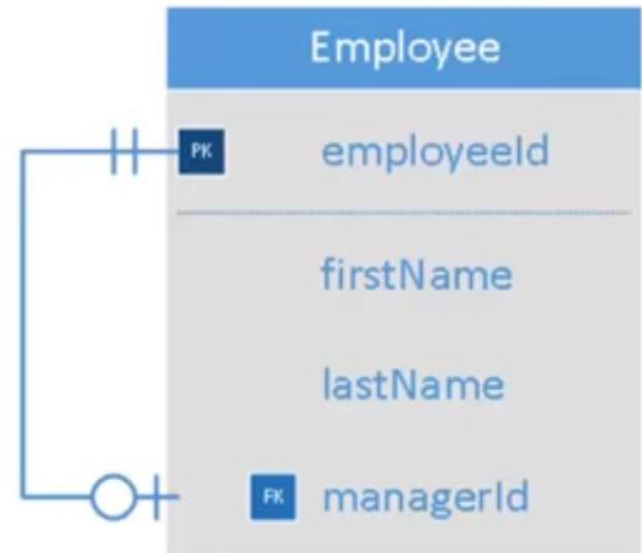 Employee
PK employeeId
firstName
lastName
FK managerId